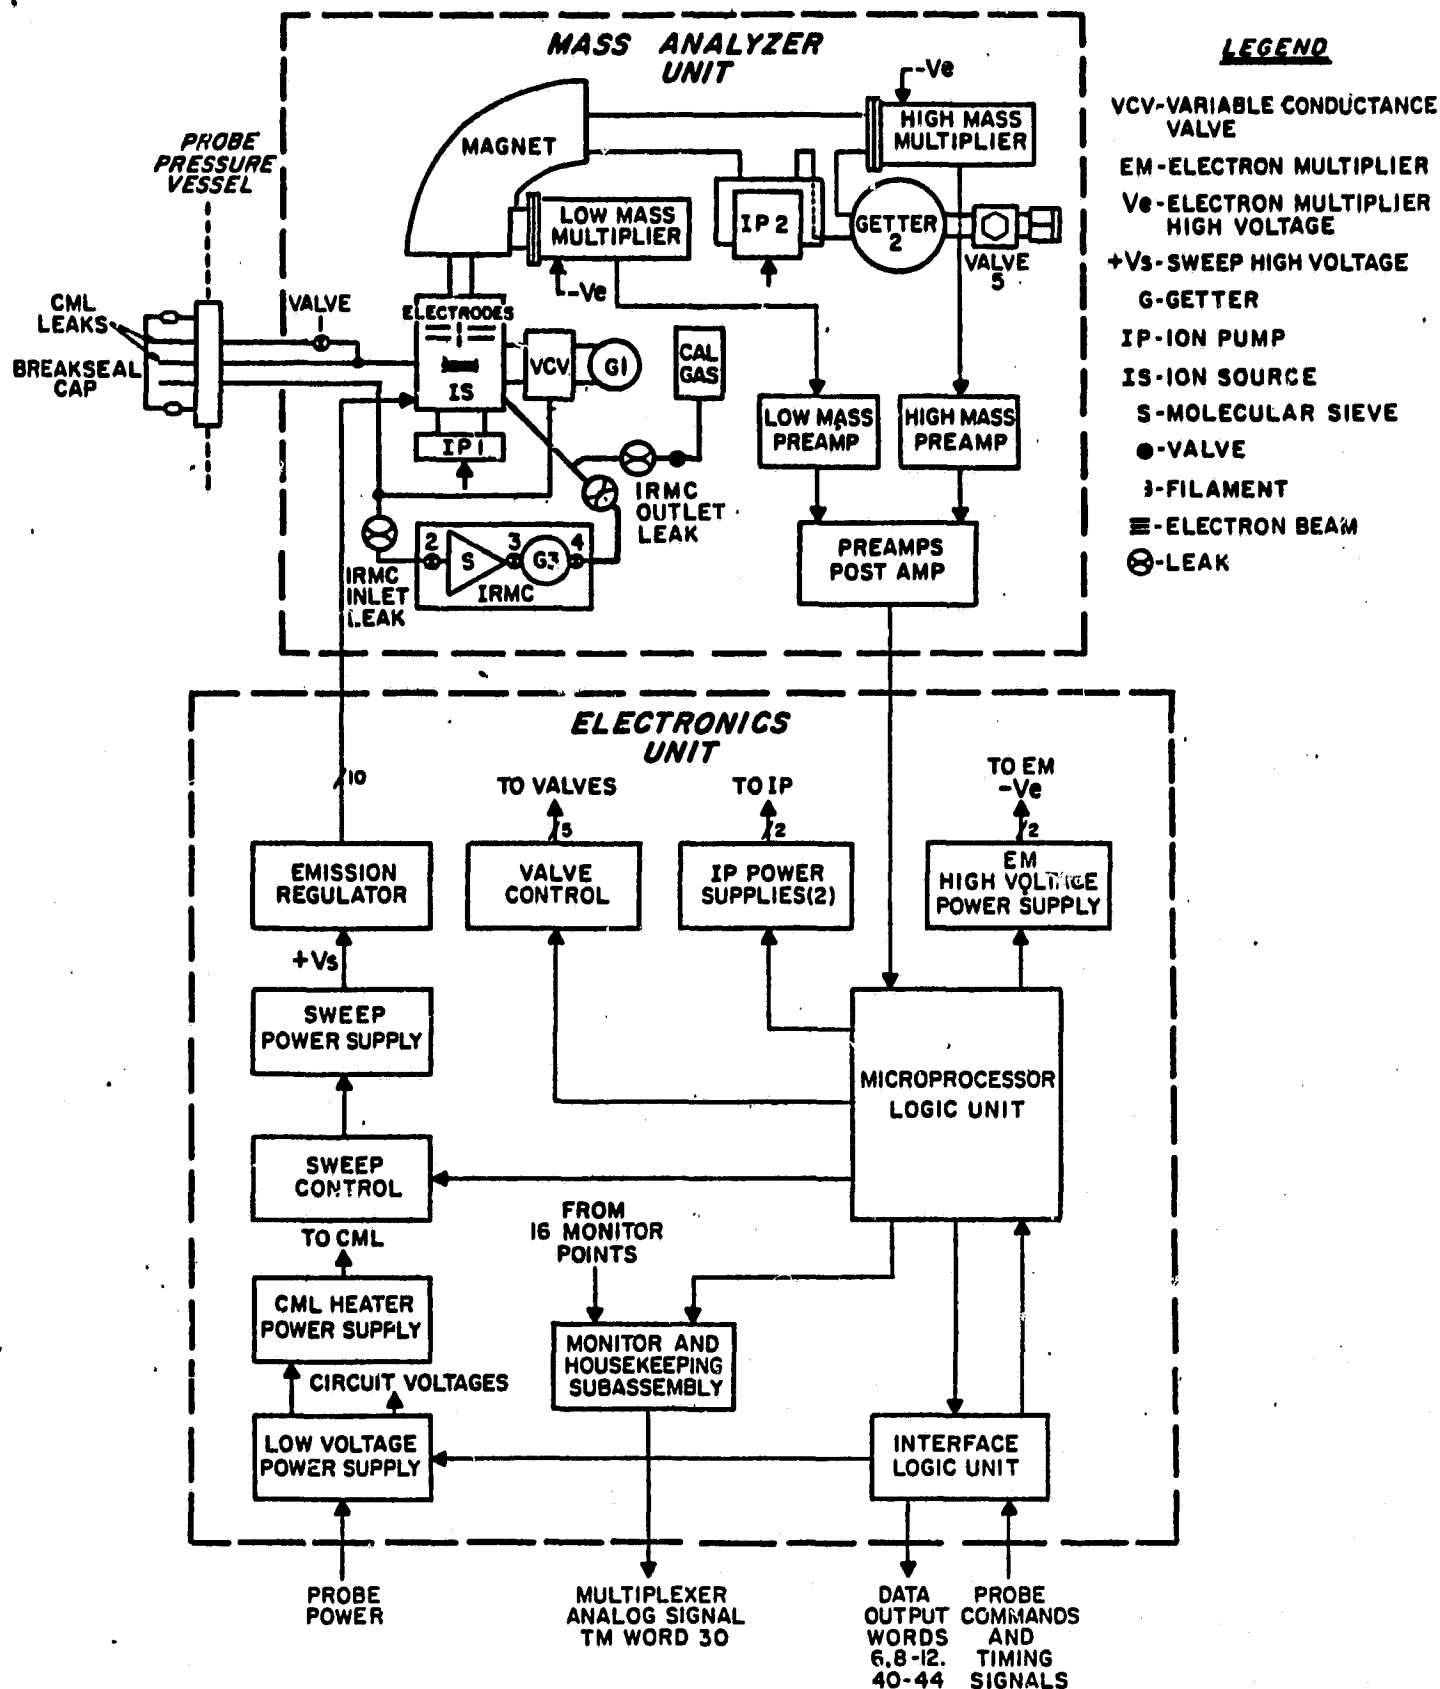 MASS ANALYZER
UNIT
LEGEND
VCV-VARIABLE CONDUCTANCE
VALVE
EM-ELECTRON MULTIPLIER
Ve-ELECTRON MULTIPLIER
HIGH VOLTAGE
+Vs-SWEEP HIGH VOLTAGE
G-GETTER
IP-ION PUMP
IS-ION SOURCE
S-MOLECULAR SIEVE
-VALVE
-FILAMENT
-ELECTRON BEAM
-LEAK
PROBE
PRESSURE
VESSEL
MAGNET
-Ve
HIGH MASS
MULTIPLIER
LOW MASS
MULTIPLIER
-Ve
IP2
GETTER
2
VALVE
5
CML
LEAKS
BREAKSEAL
CAP
VALVE
1
ELECTRODES
IS
VCV
G1
CAL
GAS
IP1
LOW MASS
PREAMP
HIGH MASS
PREAMP
IRMC
OUTLET
LEAK
IRMC
INLET
LEAK
2
S
3
G3
4
IRMC
PREAMPS
POST AMP
ELECTRONICS
UNIT
10
TO VALVES
5
TO IP
2
TO EM
-Ve
2
EMISSION
REGULATOR
VALVE
CONTROL
IP POWER
SUPPLIES(2)
EM
HIGH VOLTAGE
POWER SUPPLY
+Vs
SWEEP
POWER SUPPLY
MICROPROCESSOR
LOGIC UNIT
SWEEP
CONTROL
TO CML
FROM
16 MONITOR
POINTS
CML HEATER
POWER SUPPLY
MONITOR AND
HOUSEKEEPING
SUBASSEMBLY
CIRCUIT VOLTAGES
LOW VOLTAGE
POWER SUPPLY
INTERFACE
LOGIC UNIT
PROBE
POWER
MULTIPLEXER
ANALOG SIGNAL
TM WORD 30
DATA
OUTPUT
WORDS
6,8-12.
40-44
PROBE
COMMANDS
AND
TIMING
SIGNALS